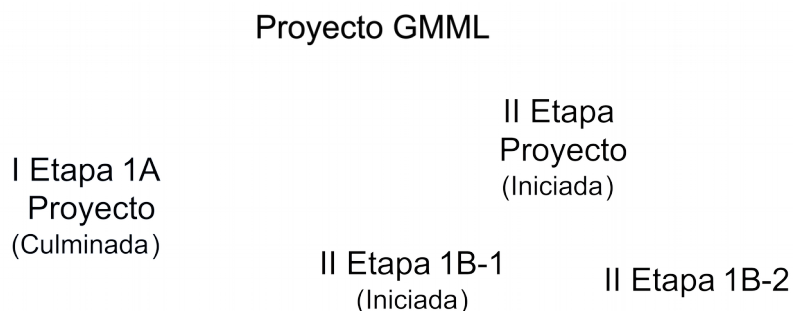 Proyecto GMML
II Etapa
Proyecto
(Iniciada)
I Etapa 1A
Proyecto
(Culminada)
II Etapa 1B-1
(Iniciada)
II Etapa 1B-2